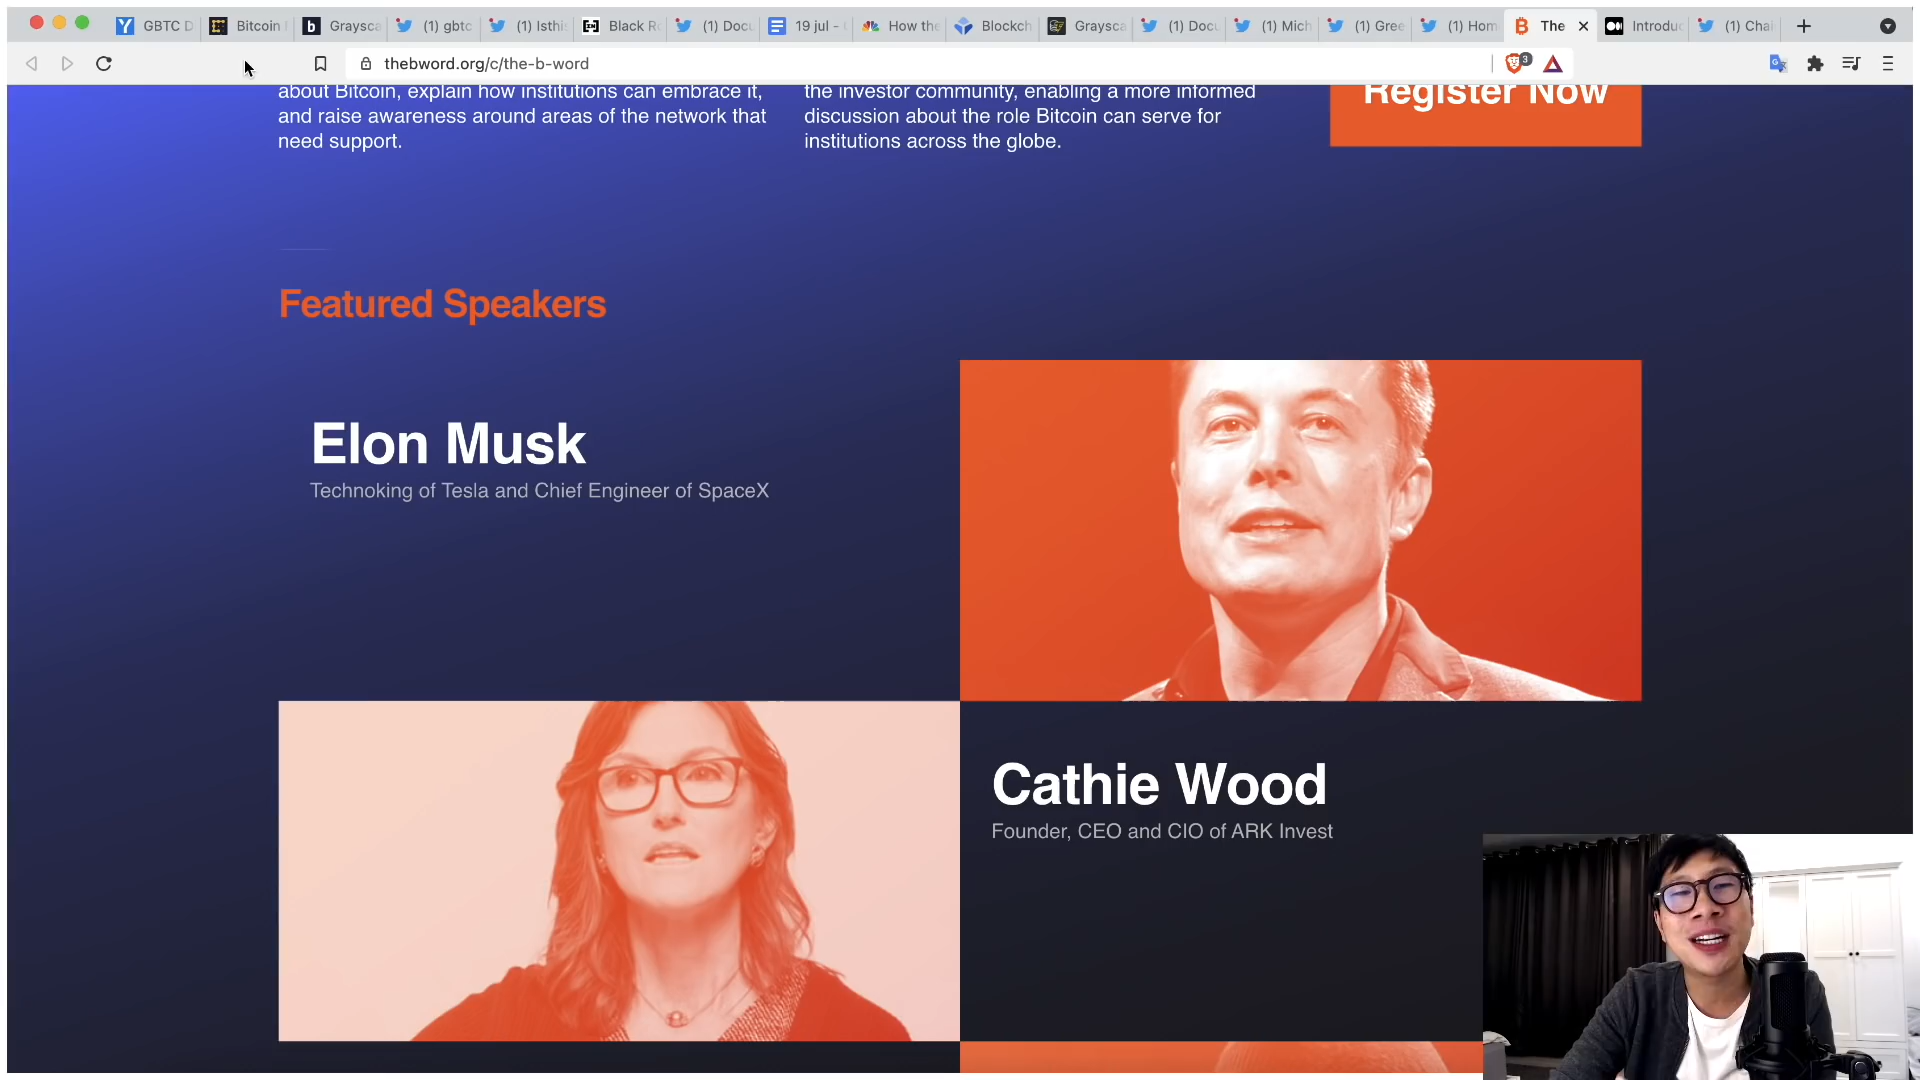 GBTC D
Bitcoin
Graysca
(1) gbtc
(1) Isthi
Black Ro
(1) Docu
19 jul -
How the
Blockch
Graysca
(1) Docu
(1) Mich
(1) Gree
(1) Hom
The
Introduc
(1) Chai
thebword.org/c/the-b-word
3
about Bitcoin, explain how institutions can embrace it,
and raise awareness around areas of the network that
need support.
the investor community, enabling a more informed
discussion about the role Bitcoin can serve for
institutions across the globe.
Register Now
Featured Speakers
Elon Musk
Technoking of Tesla and Chief Engineer of SpaceX
Cathie Wood
Founder, CEO and CIO of ARK Invest